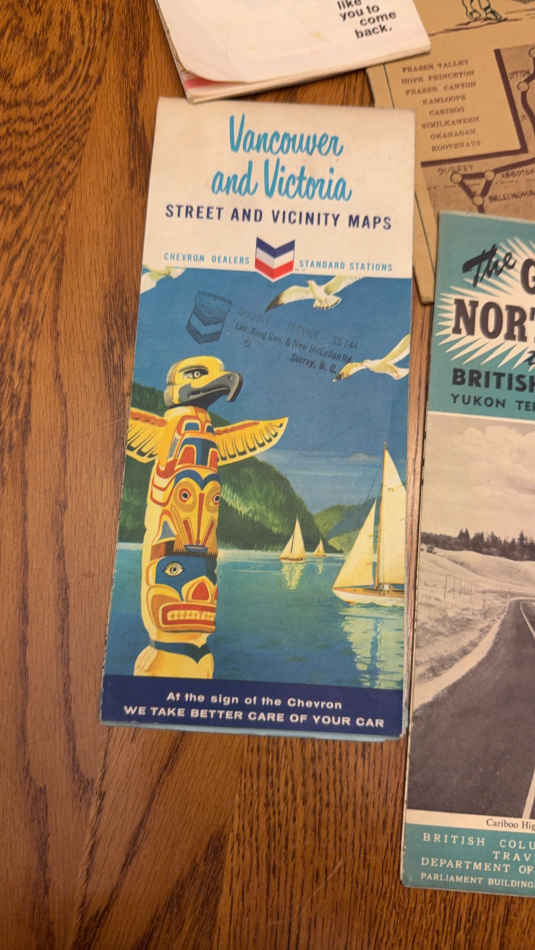 like
you to
come
back.
FRASER VALLEY
HOPE PRINCETON
FRASER CANYON
KAMLOOPS
CARIBOO
SIMILKAMEEN
OKANAGAN
KOOTENAYS
Vancouver
and Victoria
STREET AND VICINITY MAPS
CHEVRON DEALERS STANDARD STATIONS
Surrey, B. C.
At the sign of the Chevron
WE TAKE BETTER CARE OF YOUR CAR
The G
NORT
BRITISH
YUKON TE
Cariboo Hig
BRITISH COLU
TRAV
DEPARTMENT OF
PARLIAMENT BUILDING